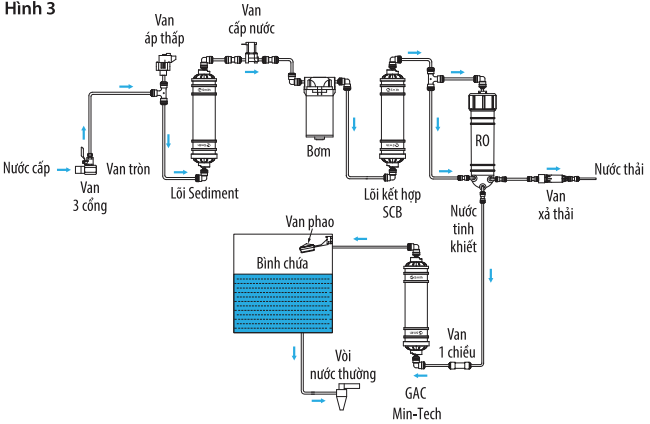 Hình 3
Van
áp thấp
Van
cấp nước
Bơm
RO
Nước cấp
Van tròn
Van
3 cổng
Lõi Sediment
Lõi kết hợp
SCB
Nước thải
Van
xả thải
Nước
tinh
khiết
Van phao
Bình chứa
Van
1 chiều
Vòi
nước thường
GAC
Min-Tech